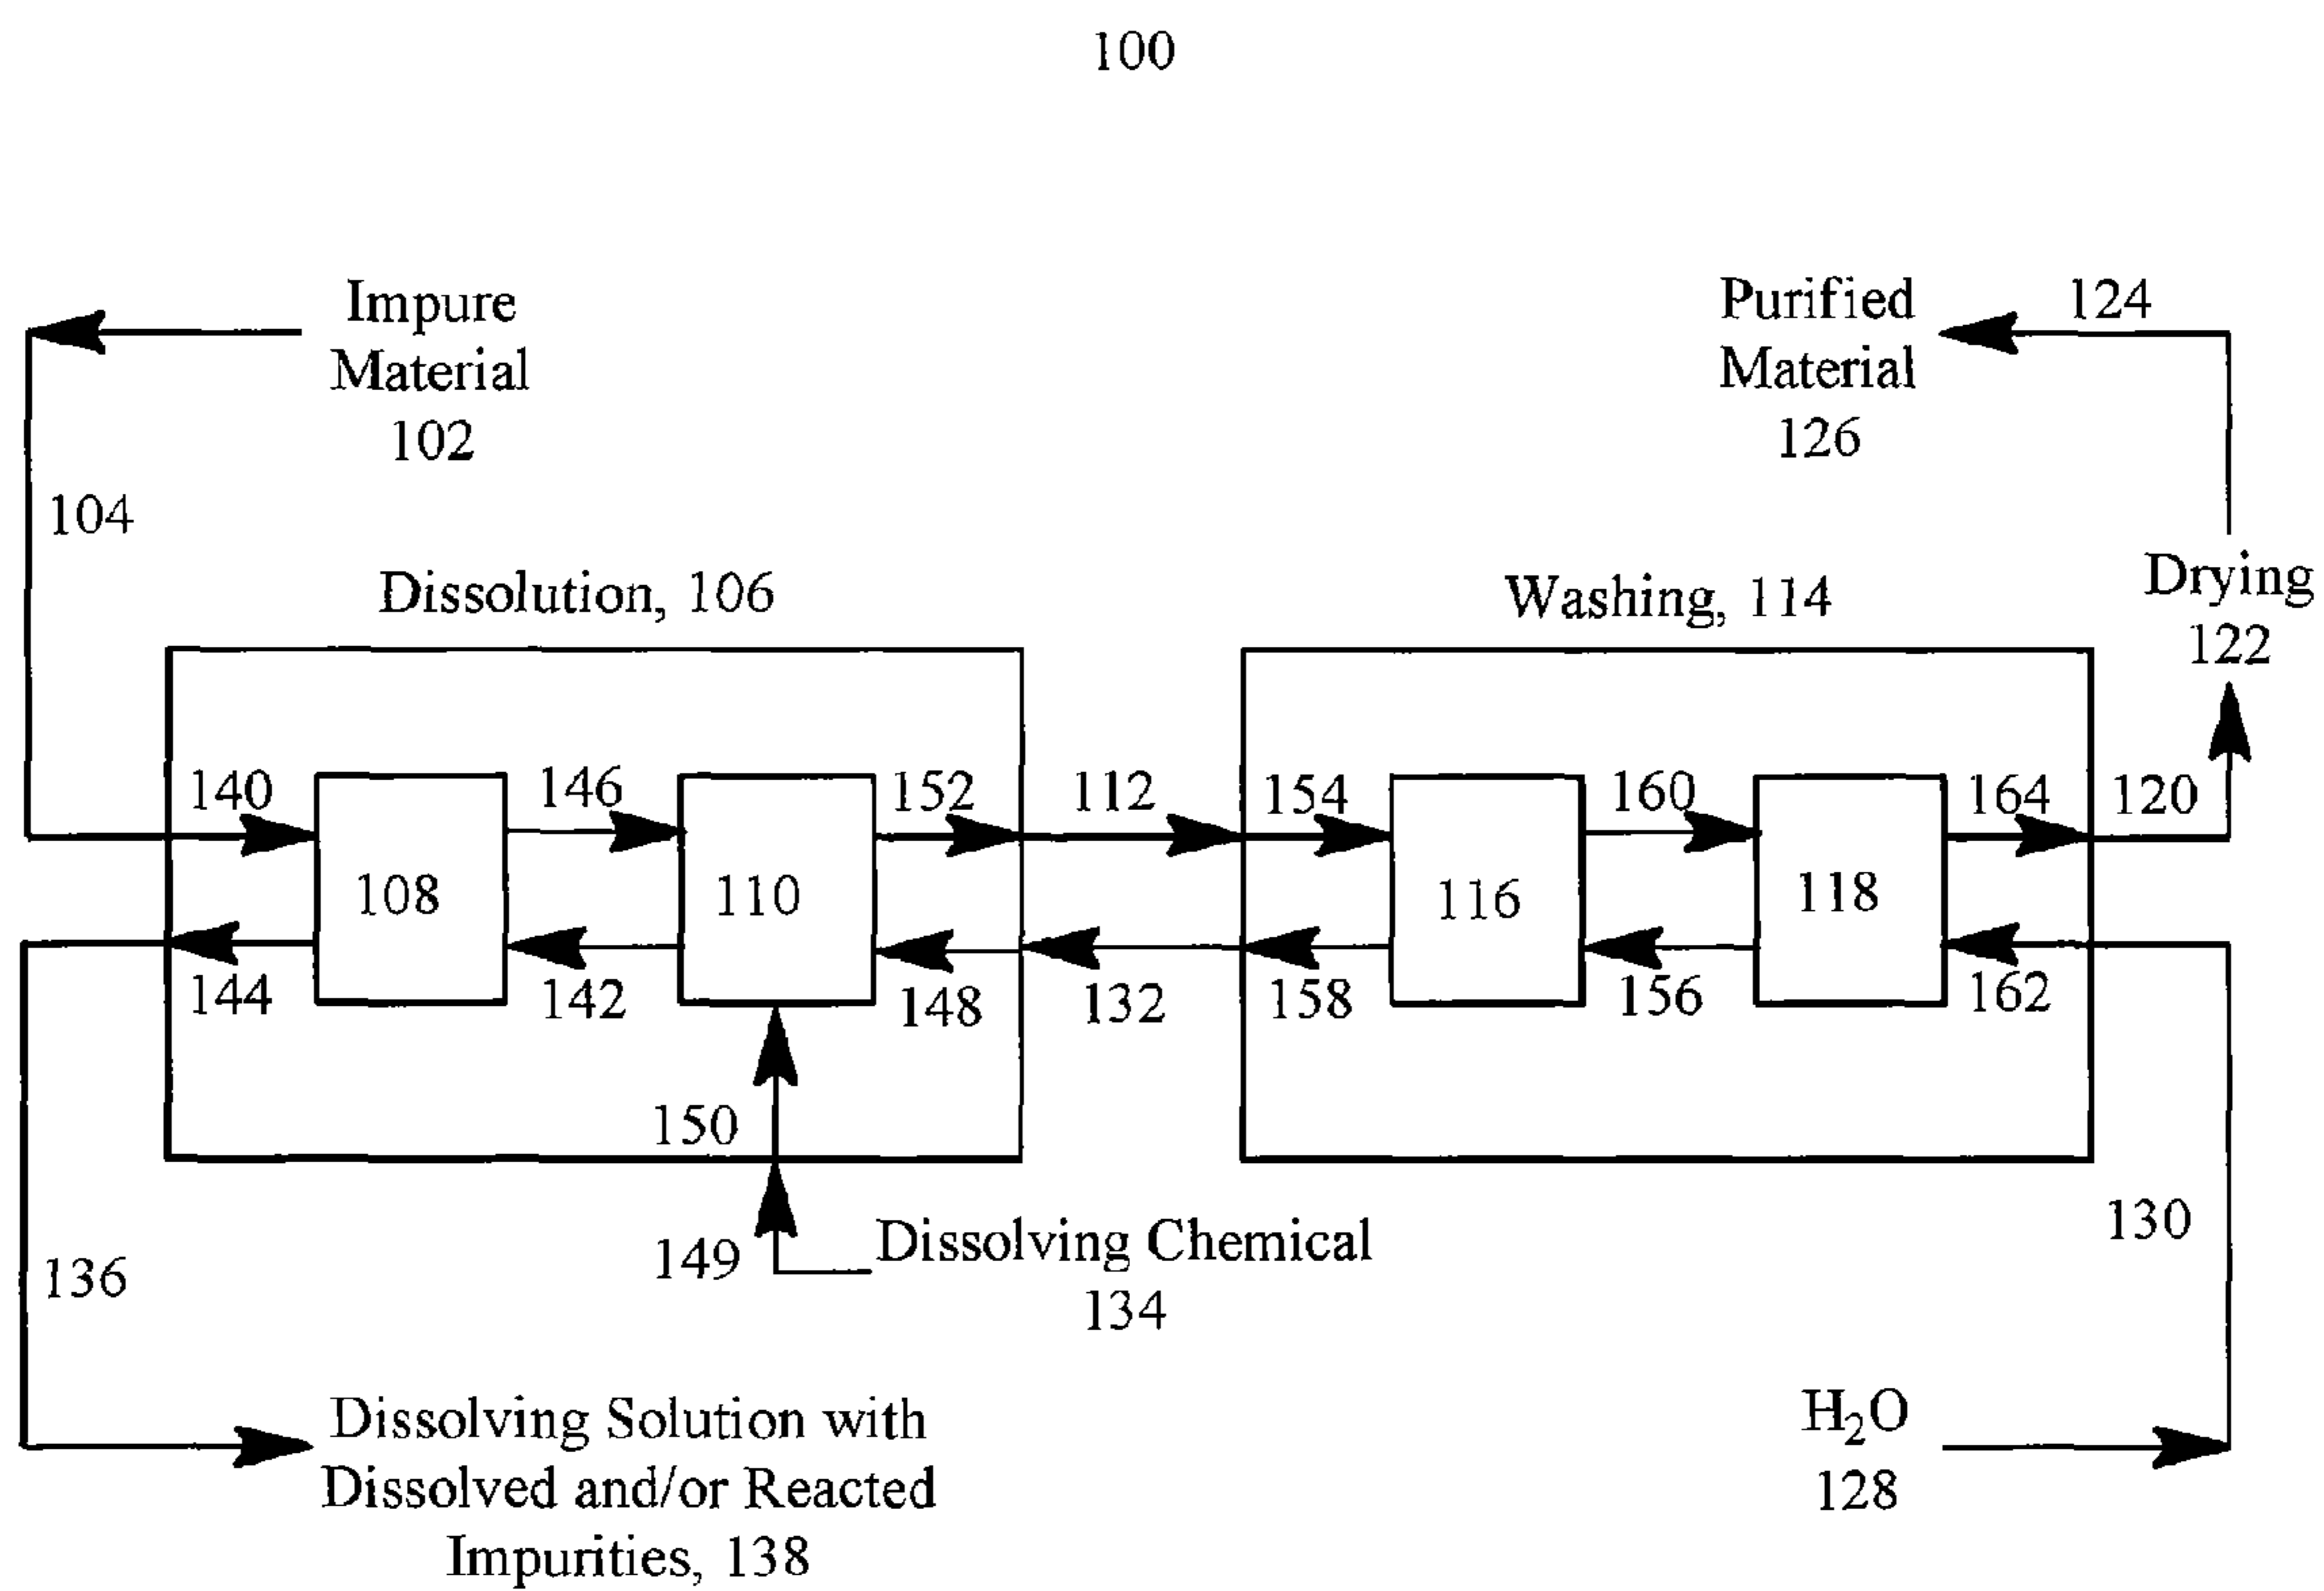 100
Impure
Material
102
Purified
Material
126
124
104
Drying
122
Dissolution, 106
Washing, 114
140
146
152
112
154
160
164
120
108
110
116
118
144
142
148
132
158
156
162
150
149
Dissolving Chemical
134
130
136
Dissolving Solution with
Dissolved and/or Reacted
Impurities, 138
H₂O
128